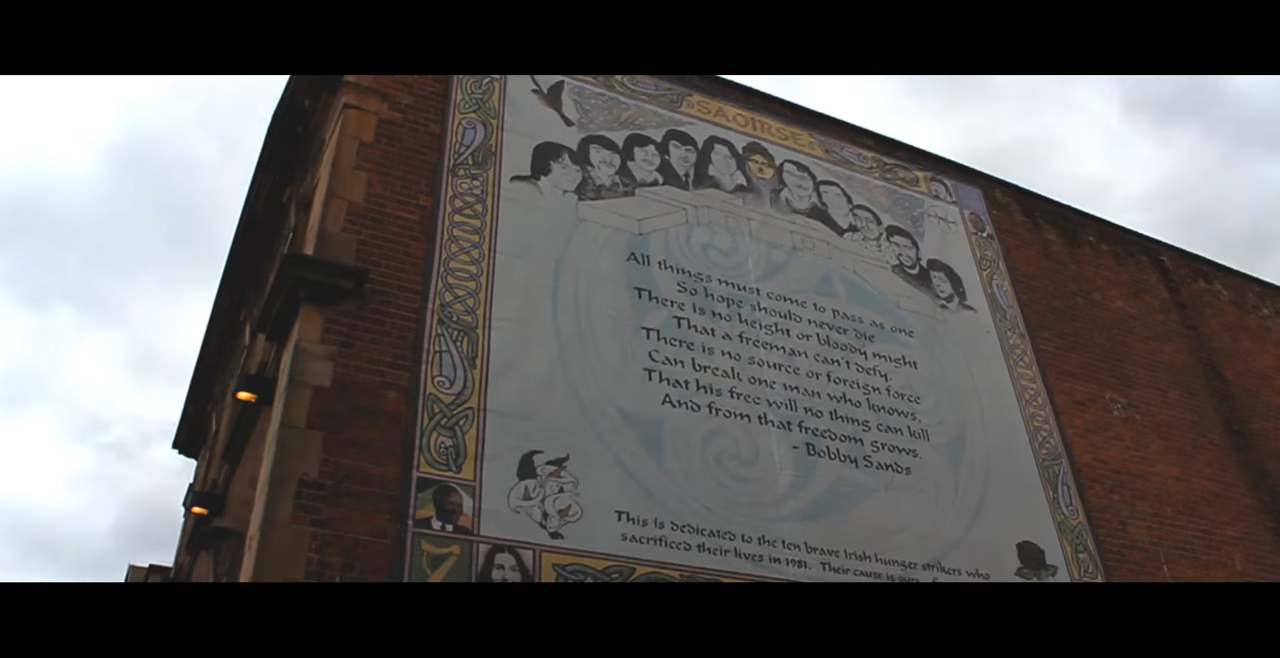 SAOIRSE
All things must come to pass as one
So hope should never die
There is no height or bloody might
That a freeman can't defy.
There is no source or foreign force
Can break one man who knows,
That his free will no thing can kill
And from that freedom grows.
- Bobby Sands
This is dedicated to the ten brave Irish hunger strikers who
sacrificed their lives in 1981. Their cause is ours.